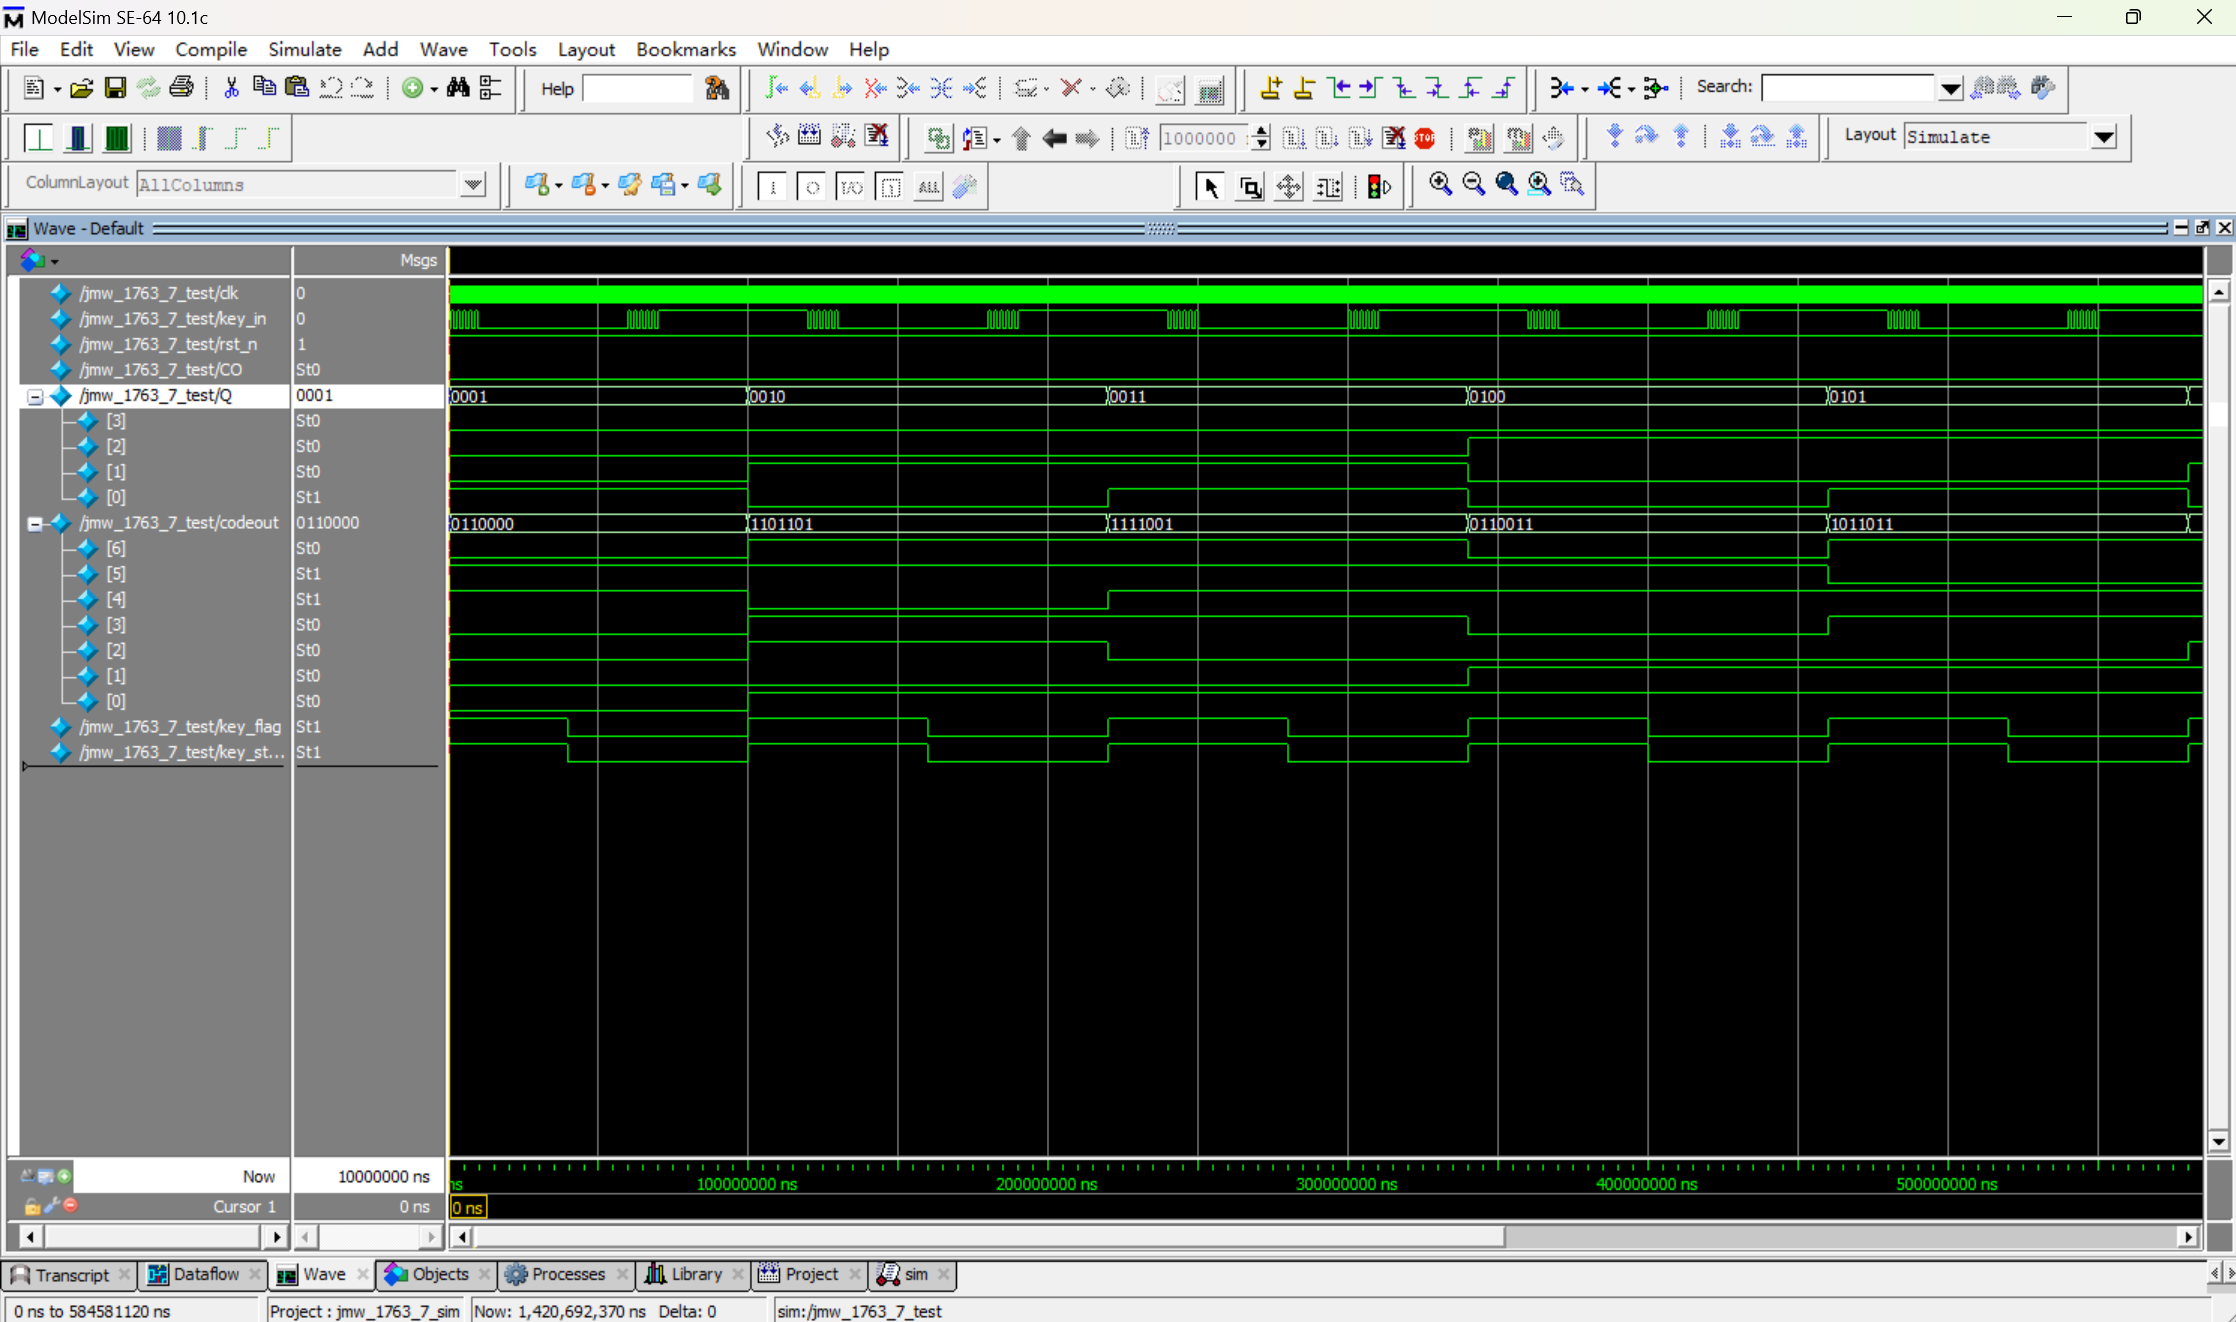 ModelSim SE-64 10.1c
File Edit View Compile Simulate Add Wave Tools Layout Bookmarks Window Help
Help Search:
1000000 Layout Simulate
ColumnLayout AllColumns ALL
Wave - Default
Msgs
/jmw_1763_7_test/clk 0
/jmw_1763_7_test/key_in 0
/jmw_1763_7_test/rst_n 1
/jmw_1763_7_test/CO St0
/jmw_1763_7_test/Q 0001 0001 0010 0011 0100 0101
[3] St0
[2] St0
[1] St0
[0] St1
/jmw_1763_7_test/codeout 0110000 0110000 1101101 1111001 0110011 1011011
[6] St0
[5] St1
[4] St1
[3] St0
[2] St0
[1] St0
[0] St0
/jmw_1763_7_test/key_flag St1
/jmw_1763_7_test/key_st... St1
Now 10000000 ns ns 100000000 ns 200000000 ns 300000000 ns 400000000 ns 500000000 ns
Cursor 1 0 ns 0 ns
Transcript Dataflow Wave Objects Processes Library Project sim
0 ns to 584581120 ns Project : jmw_1763_7_sim Now: 1,420,692,370 ns Delta: 0 sim:/jmw_1763_7_test